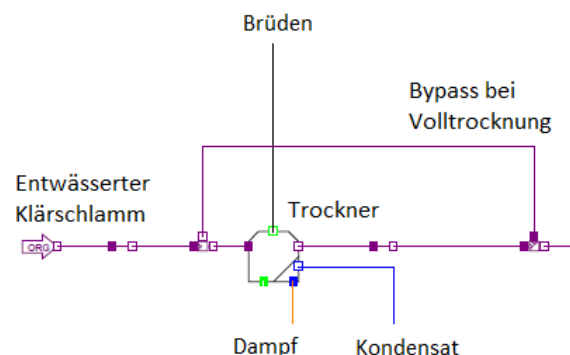 Brüden
Bypass bei
Volltrocknung
Entwässerter
Klärschlamm
Trockner
ORG
Dampf
Kondensat